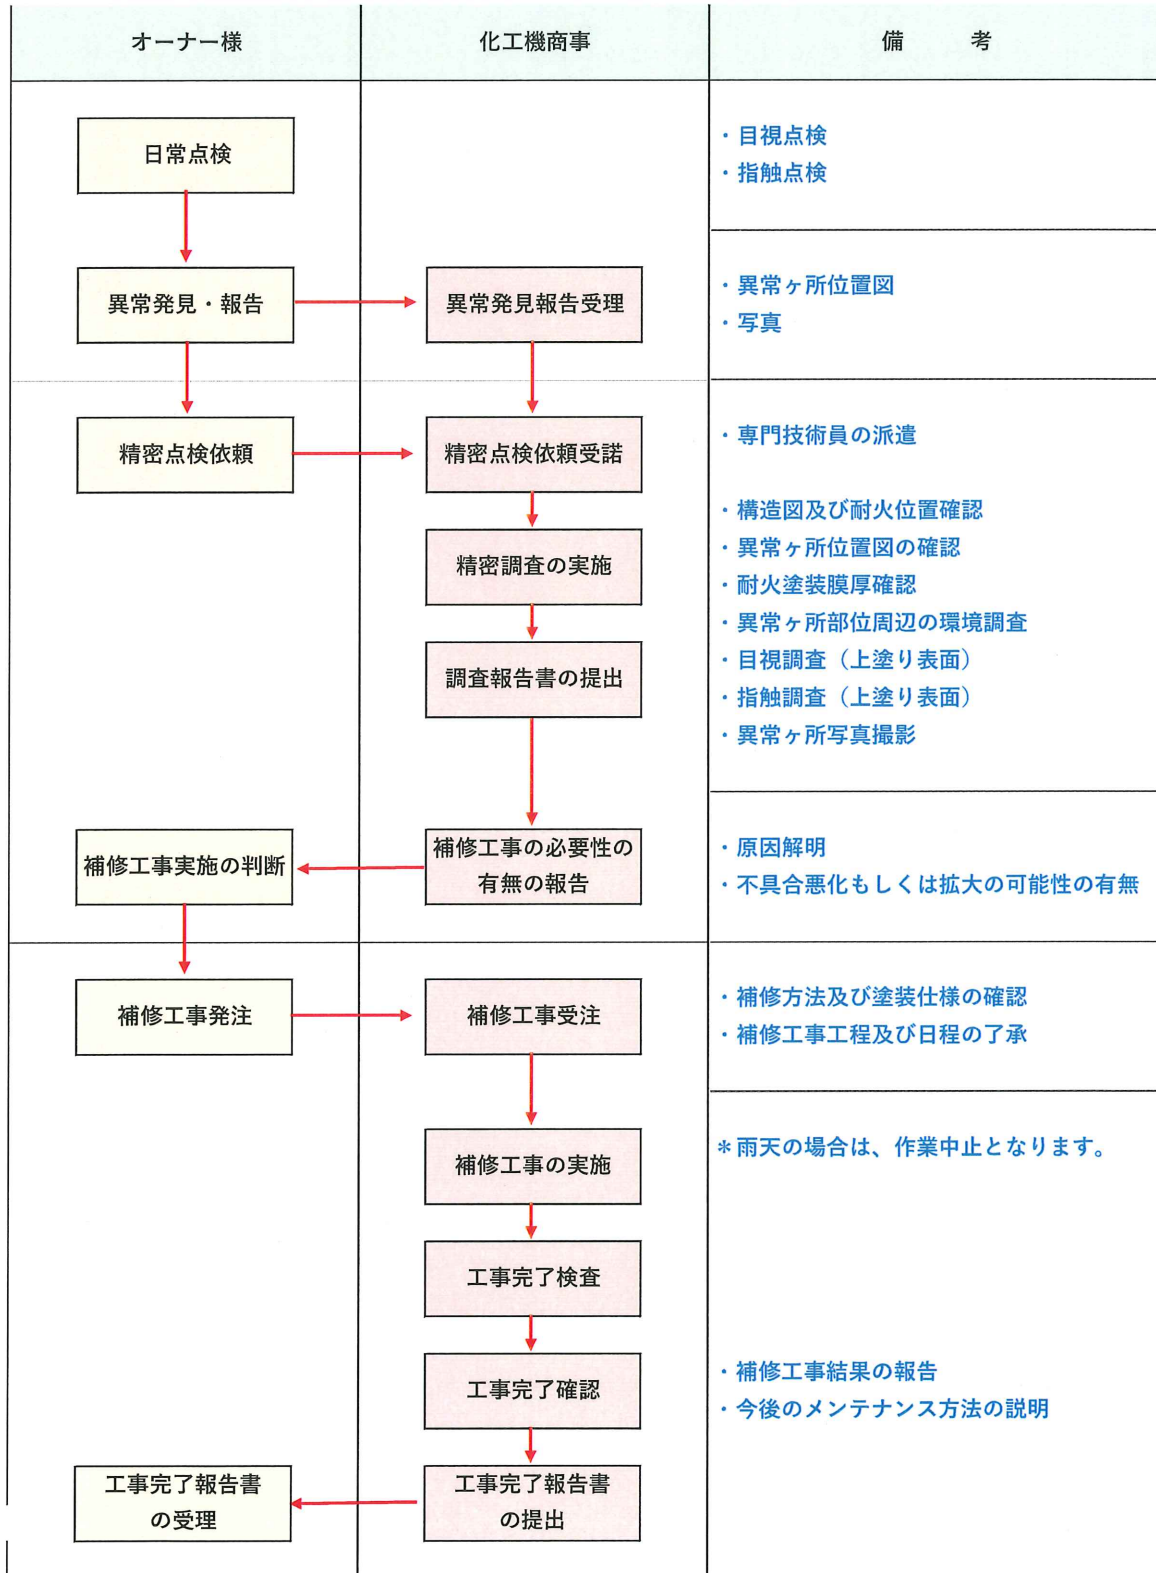 オーナー様
化工機商事
備　考
日常点検
・目視点検
・指触点検
異常発見・報告
異常発見報告受理
・異常ヶ所位置図
・写真
精密点検依頼
精密点検依頼受諾
・専門技術員の派遣
精密調査の実施
調査報告書の提出
・構造図及び耐火位置確認
・異常ヶ所位置図の確認
・耐火塗装膜厚確認
・異常ヶ所部位周辺の環境調査
・目視調査（上塗り表面）
・指触調査（上塗り表面）
・異常ヶ所写真撮影
補修工事実施の判断
補修工事の必要性の
有無の報告
・原因解明
・不具合悪化もしくは拡大の可能性の有無
補修工事発注
補修工事受注
・補修方法及び塗装仕様の確認
・補修工事工程及び日程の了承
補修工事の実施
＊雨天の場合は、作業中止となります。
工事完了検査
工事完了確認
・補修工事結果の報告
・今後のメンテナンス方法の説明
工事完了報告書
の受理
工事完了報告書
の提出